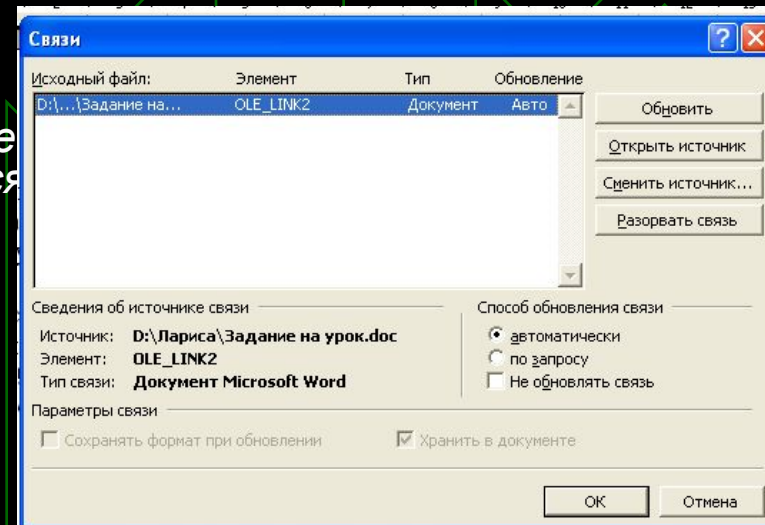 Связи
Исходный файл: Элемент Тип Обновление
D:\...\Задание на... OLE_LINK2 Документ Авто
Обновить
Открыть источник
Сменить источник...
Разорвать связь
Сведения об источнике связи
Источник: D:\Лариса\Задание на урок.doc
Элемент: OLE_LINK2
Тип связи: Документ Microsoft Word
Способ обновления связи
автоматически
по запросу
Не обновлять связь
Параметры связи
Сохранять формат при обновлении Хранить в документе
ОК Отмена